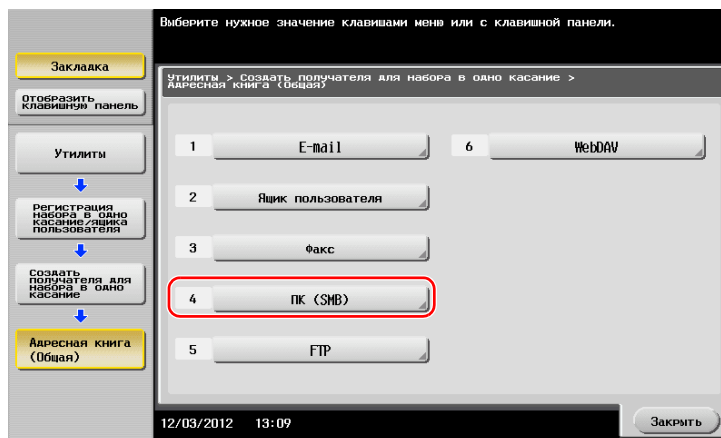 Выберите нужное значение клавишами меню или с клавишной панели.
Закладка
Отобразить
клавишную панель
Утилиты
Регистрация
набора в одно
касание/ящика
пользователя
Создать
получателя для
набора в одно
касание
Адресная книга
(Общая)
Утилиты > Создать получателя для набора в одно касание >
Адресная книга (Общая)
1 E-mail
6 WebDAV
2 Ящик пользователя
3 Факс
4 ПК (SMB)
5 FTP
12/03/2012 13:09
Закрыть